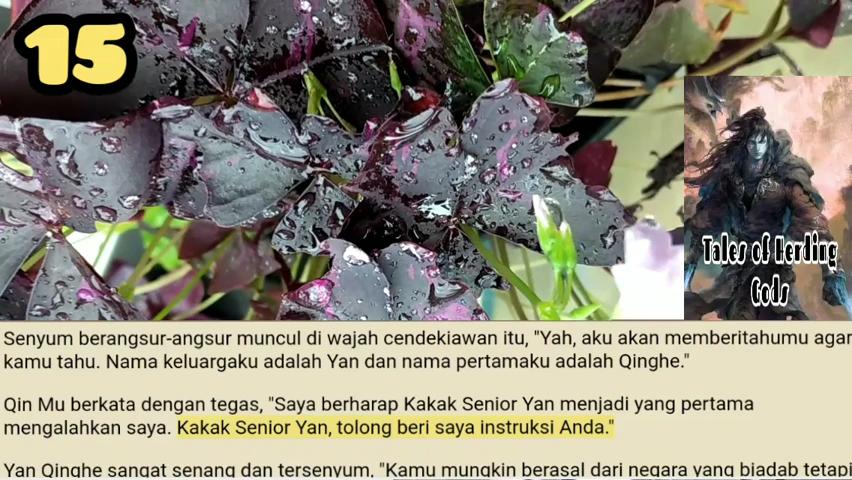 15
Tales of Herding
Gods
Senyum berangsur-angsur muncul di wajah cendekiawan itu, "Yah, aku akan memberitahumu agar
kamu tahu. Nama keluargaku adalah Yan dan nama pertamaku adalah Qinghe."
Qin Mu berkata dengan tegas, "Saya berharap Kakak Senior Yan menjadi yang pertama
mengalahkan saya. Kakak Senior Yan, tolong beri saya instruksi Anda."
Yan Qinghe sangat senang dan tersenyum, "Kamu mungkin berasal dari negara yang biadab tetapi